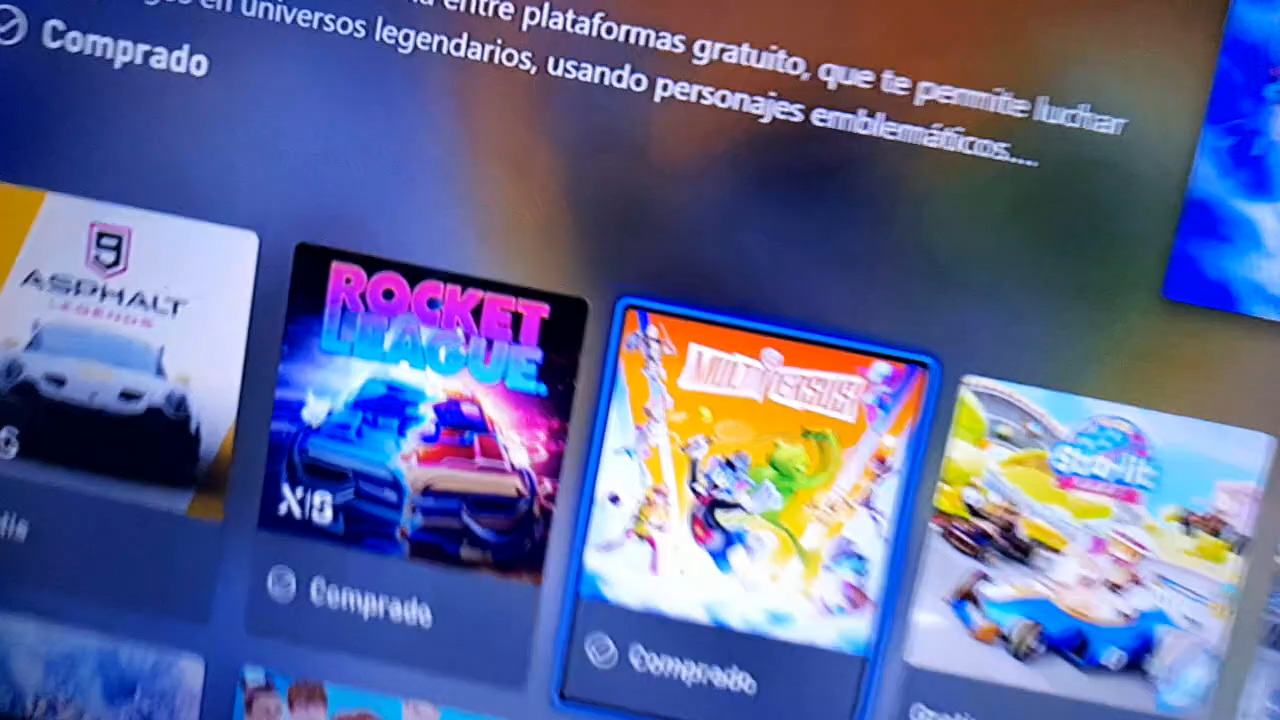 entre plataformas gratuito, que te permite luchar
en universos legendarios, usando personajes emblemáticos....
Comprado
9
ASPHALT
LEGENDS
ROCKET
LEAGUE
X|S
Comprado
MULTIVERSUS
Comprado